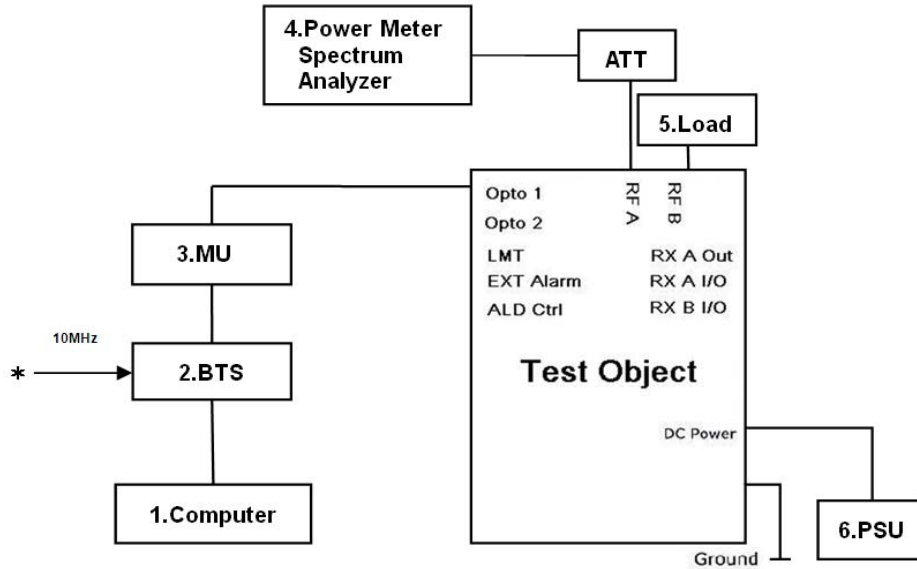 4.Power Meter
Spectrum
Analyzer
ATT
5.Load
Opto 1
RF A
RF B
Opto 2
3.MU
LMT
RX A Out
EXT Alarm
RX A I/O
ALD Ctrl
RX B I/O
10MHz
*
2.BTS
Test Object
DC Power
1.Computer
6.PSU
Ground